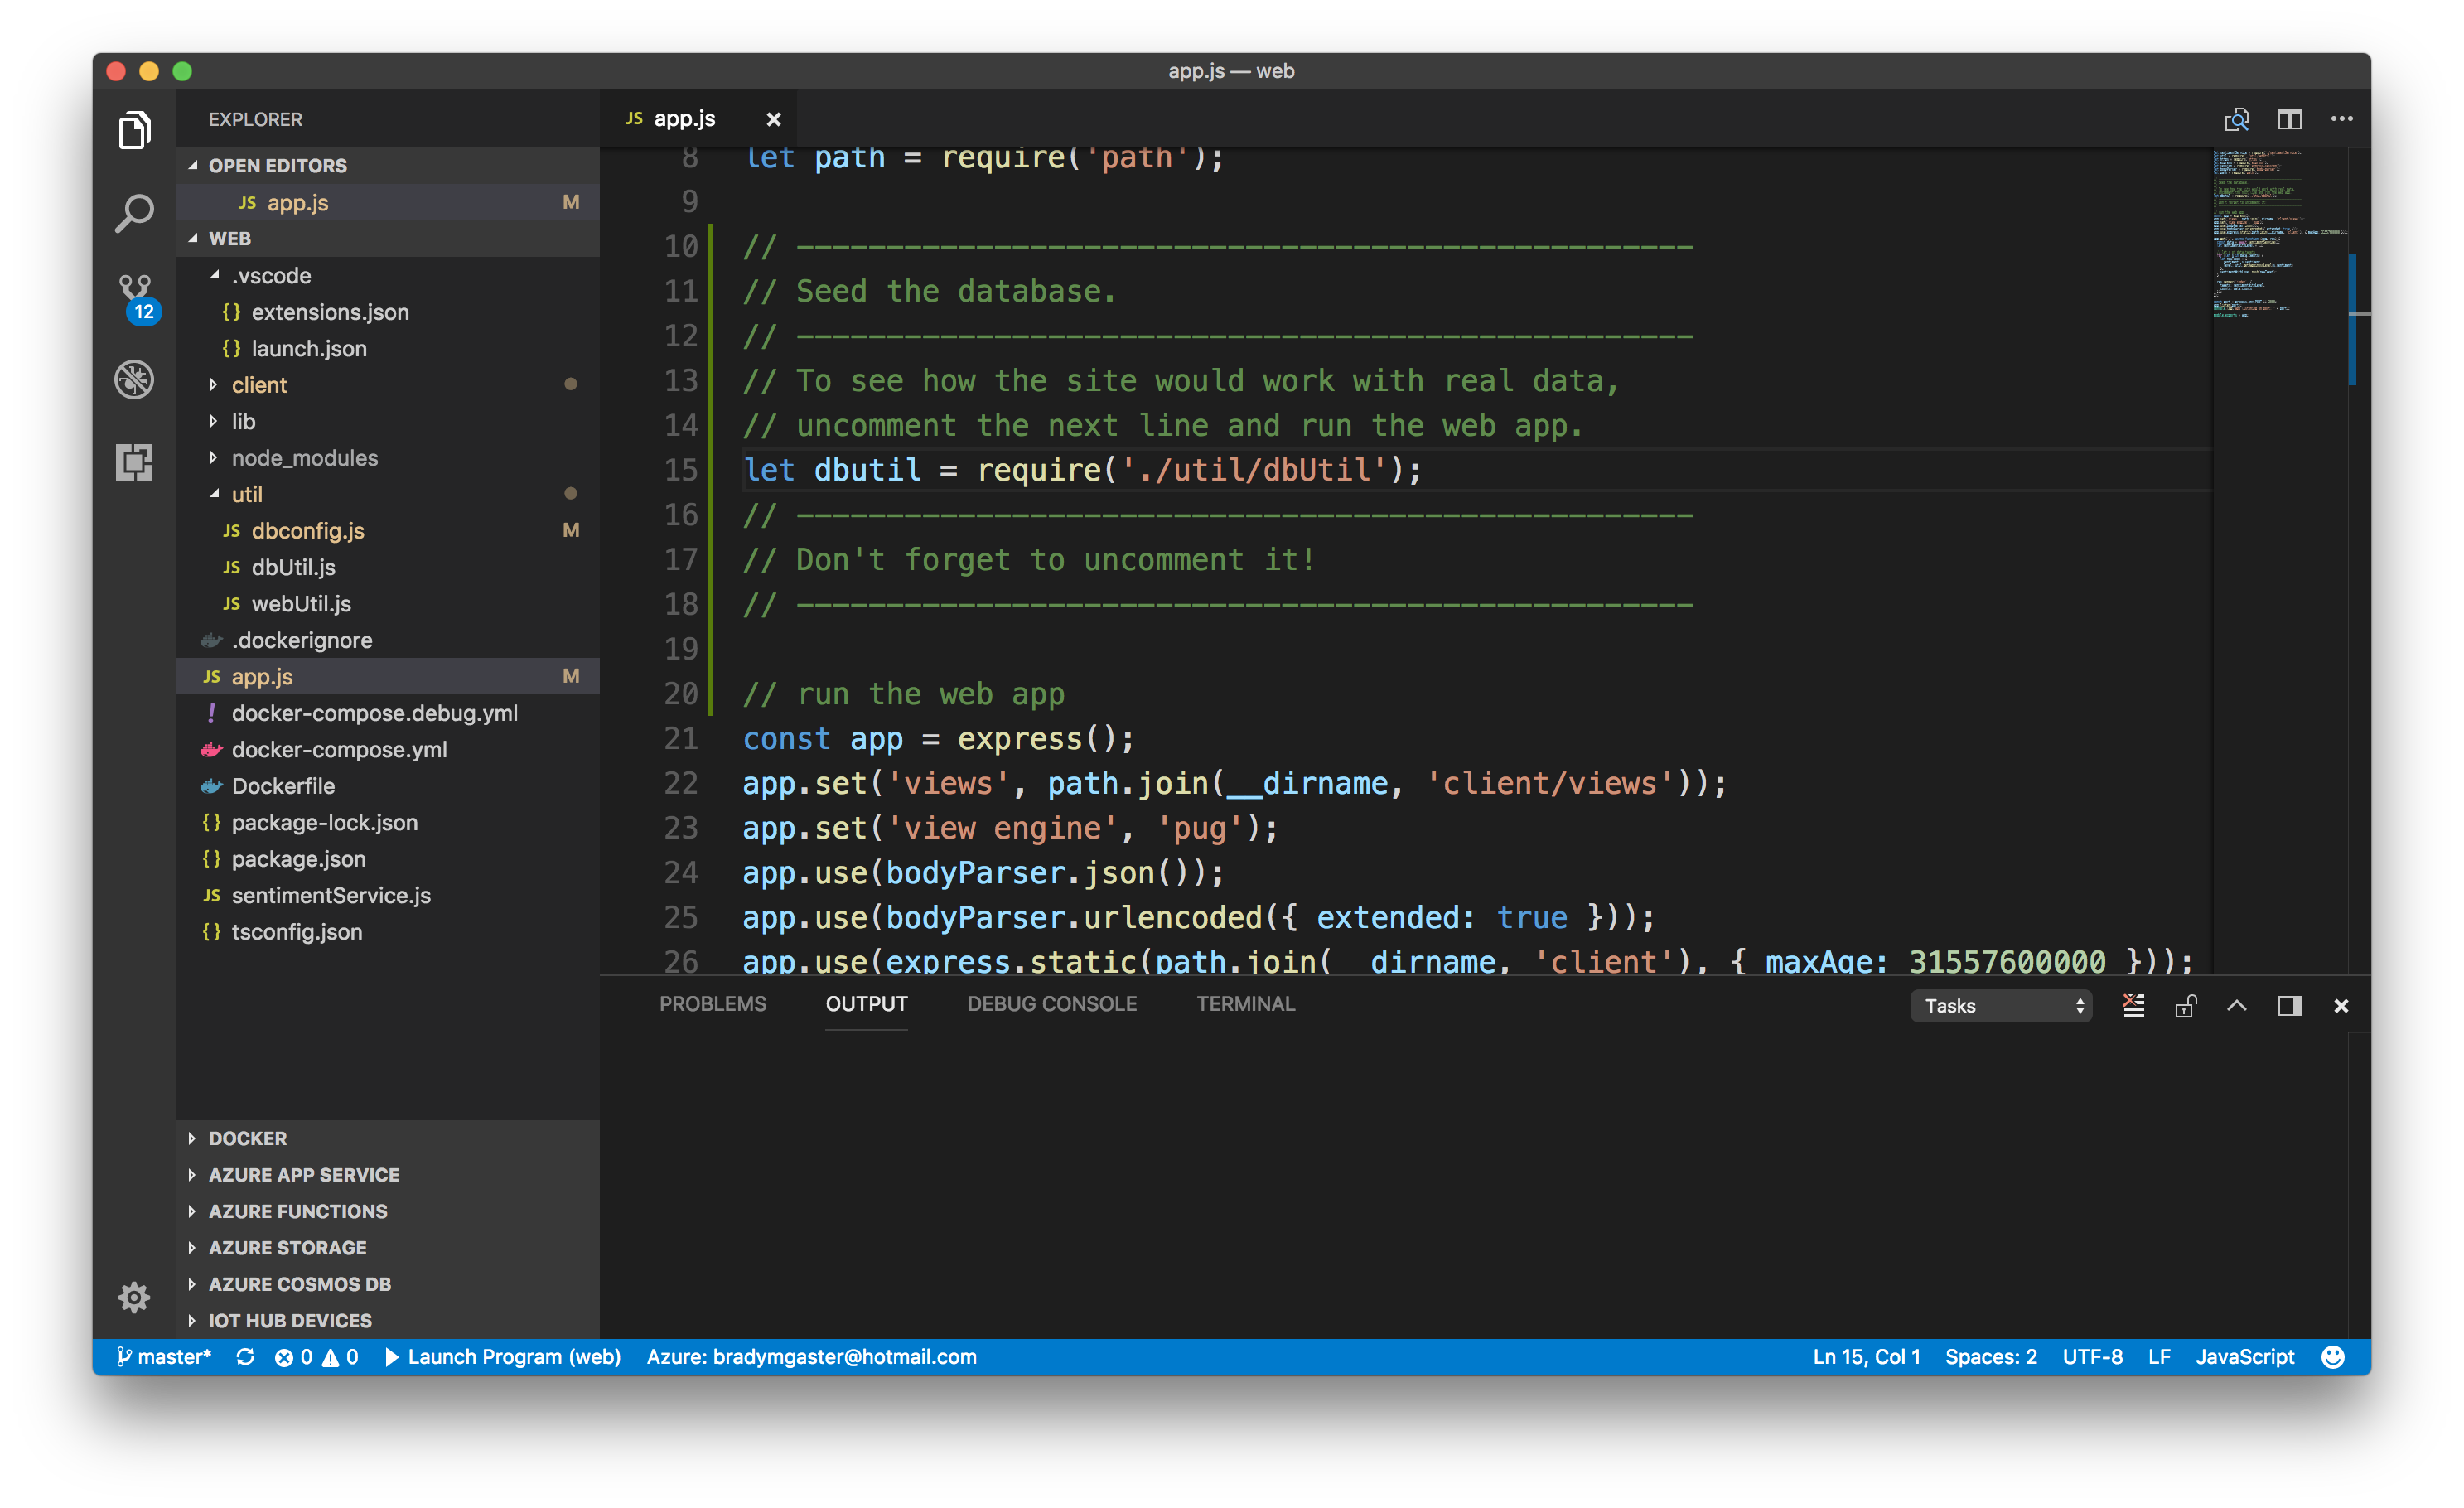 app.js — web
EXPLORER
OPEN EDITORS
JS app.js M
WEB
.vscode
{} extensions.json
{} launch.json
client
lib
node_modules
util
JS dbconfig.js M
JS dbUtil.js
JS webUtil.js
.dockerignore
JS app.js M
! docker-compose.debug.yml
docker-compose.yml
Dockerfile
{} package-lock.json
{} package.json
JS sentimentService.js
{} tsconfig.json
DOCKER
AZURE APP SERVICE
AZURE FUNCTIONS
AZURE STORAGE
AZURE COSMOS DB
IOT HUB DEVICES
12
JS app.js
8 let path = require('path');
9
10 // --------------------------------------------------
11 // Seed the database.
12 // --------------------------------------------------
13 // To see how the site would work with real data,
14 // uncomment the next line and run the web app.
15 let dbutil = require('./util/dbUtil');
16 // --------------------------------------------------
17 // Don't forget to uncomment it!
18 // --------------------------------------------------
19
20 // run the web app
21 const app = express();
22 app.set('views', path.join(__dirname, 'client/views'));
23 app.set('view engine', 'pug');
24 app.use(bodyParser.json());
25 app.use(bodyParser.urlencoded({ extended: true }));
26 app.use(express.static(path.join(__dirname, 'client'), { maxAge: 31557600000 }));
PROBLEMS OUTPUT DEBUG CONSOLE TERMINAL Tasks
master* 0 0 Launch Program (web) Azure: bradymgaster@hotmail.com Ln 15, Col 1 Spaces: 2 UTF-8 LF JavaScript